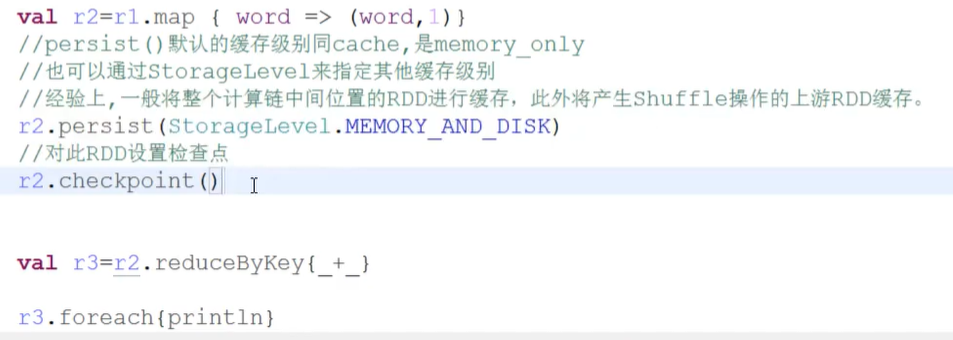 val r2=r1.map { word => (word,1)}
//persist()默认的缓存级别同cache,是memory_only
//也可以通过StorageLevel来指定其他缓存级别
//经验上,一般将整个计算链中间位置的RDD进行缓存，此外将产生Shuffle操作的上游RDD缓存。
r2.persist(StorageLevel.MEMORY_AND_DISK)
//对此RDD设置检查点
r2.checkpoint()
val r3=r2.reduceByKey{_+_}
r3.foreach{println}